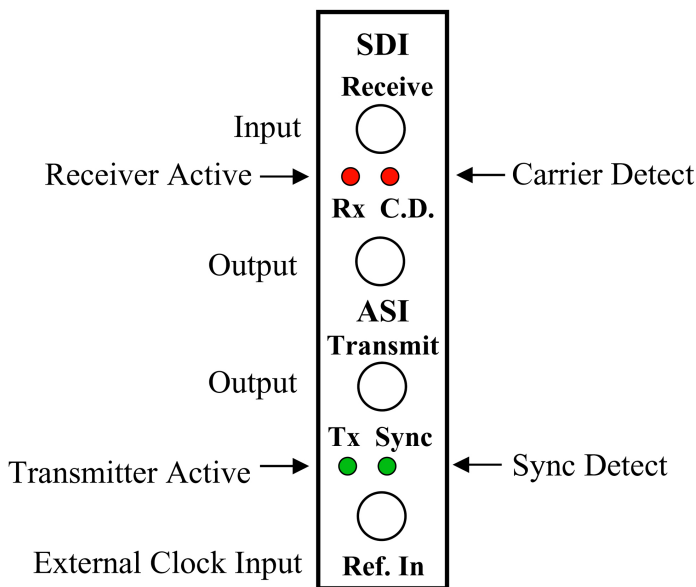 SDI
Receive
Input
Receiver Active
Carrier Detect
Rx C.D.
Output
ASI
Transmit
Output
Tx Sync
Transmitter Active
Sync Detect
External Clock Input
Ref. In